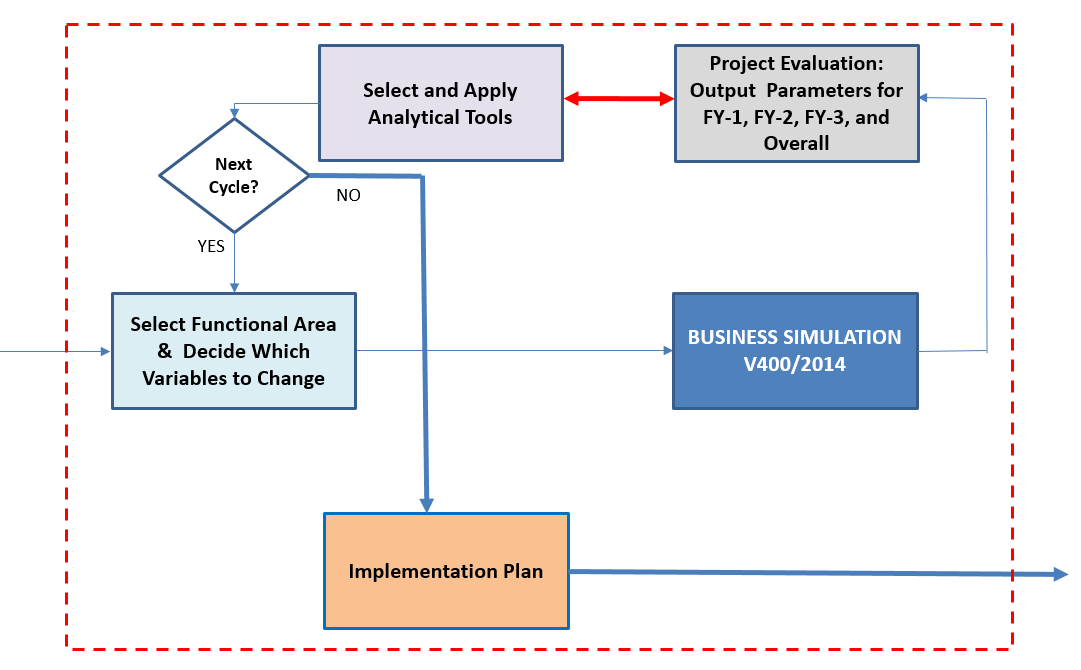 Select and Apply
Analytical Tools
Project Evaluation:
Output  Parameters for
FY-1, FY-2, FY-3, and
Overall
Next
Cycle?
NO
YES
Select Functional Area
&  Decide Which
Variables to Change
BUSINESS SIMULATION
V400/2014
Implementation Plan